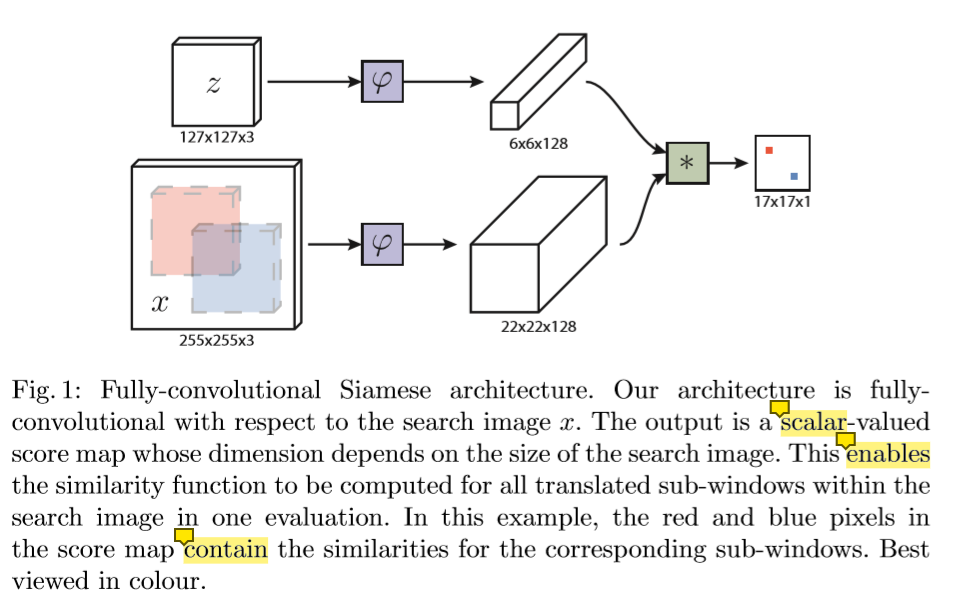 z
φ
127x127x3
6x6x128
*
17x17x1
x
φ
255x255x3
22x22x128
Fig. 1: Fully-convolutional Siamese architecture. Our architecture is fully-
convolutional with respect to the search image x. The output is a scalar-valued
score map whose dimension depends on the size of the search image. This enables
the similarity function to be computed for all translated sub-windows within the
search image in one evaluation. In this example, the red and blue pixels in
the score map contain the similarities for the corresponding sub-windows. Best
viewed in colour.